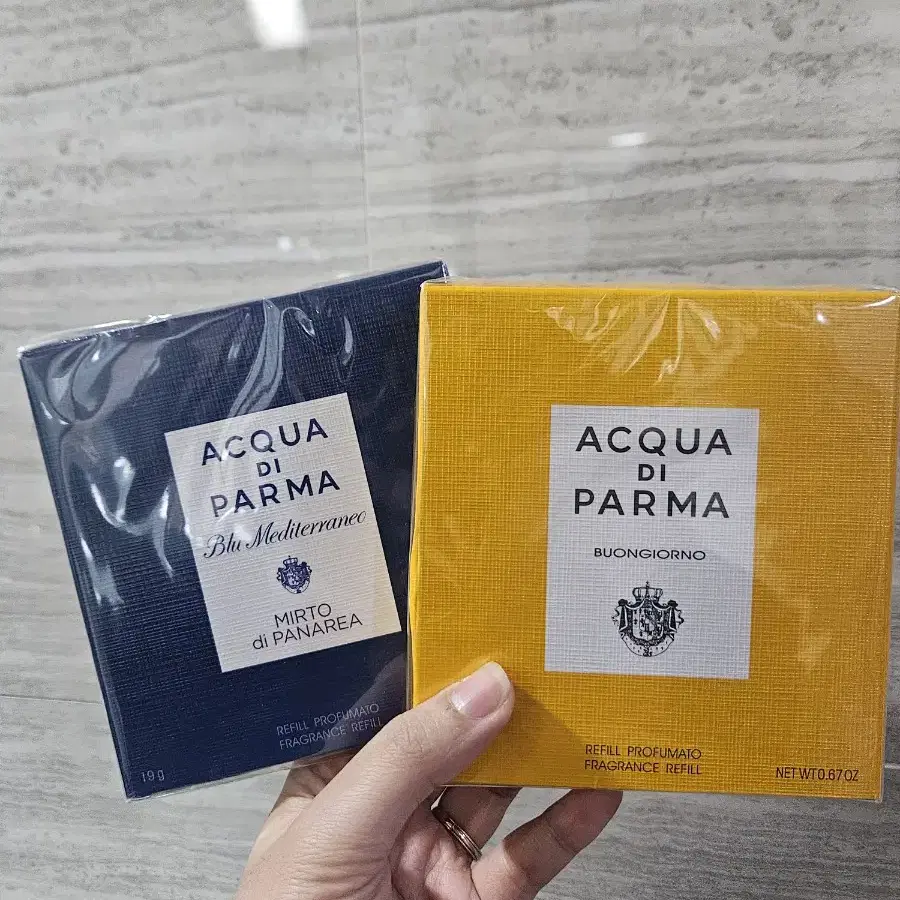 ACQUA
DI
PARMA
Blu Mediterraneo
MIRTO
di PANAREA
REFILL PROFUMATO
FRAGRANCE REFILL
19 g
ACQUA
DI
PARMA
BUONGIORNO
REFILL PROFUMATO
FRAGRANCE REFILL
NET WT 0.67 OZ